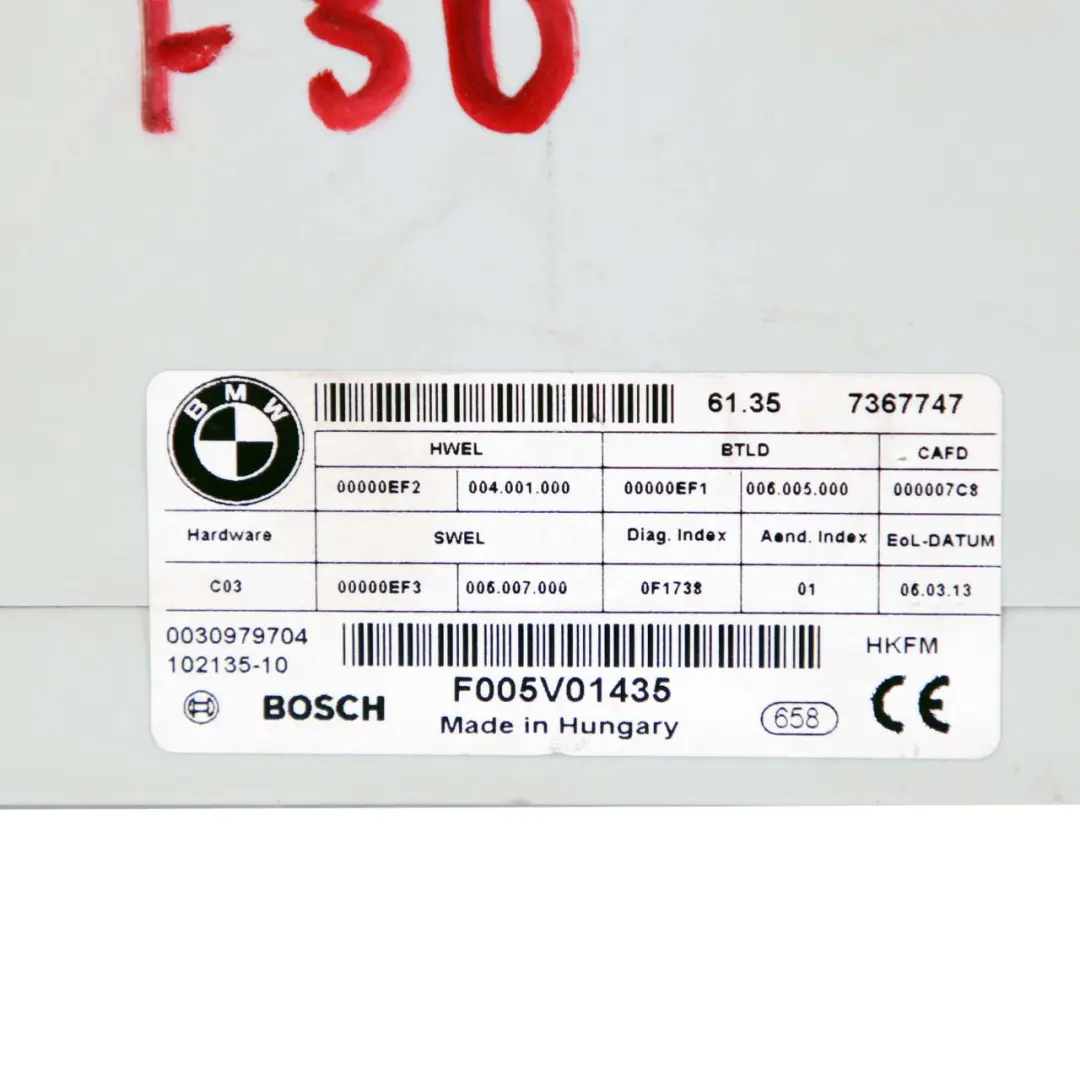 F30
BMW
61.35 7367747
HWEL BTLD CAFD
00000EF2 004.001.000 00000EF1 006.005.000 000007C8
Hardware SWEL Diag. Index Aend. Index EoL-DATUM
C03 00000EF3 006.007.000 0F1738 01 06.03.13
0030979704
102135-10
HKFM
BOSCH F005V01435
Made in Hungary
658
CE